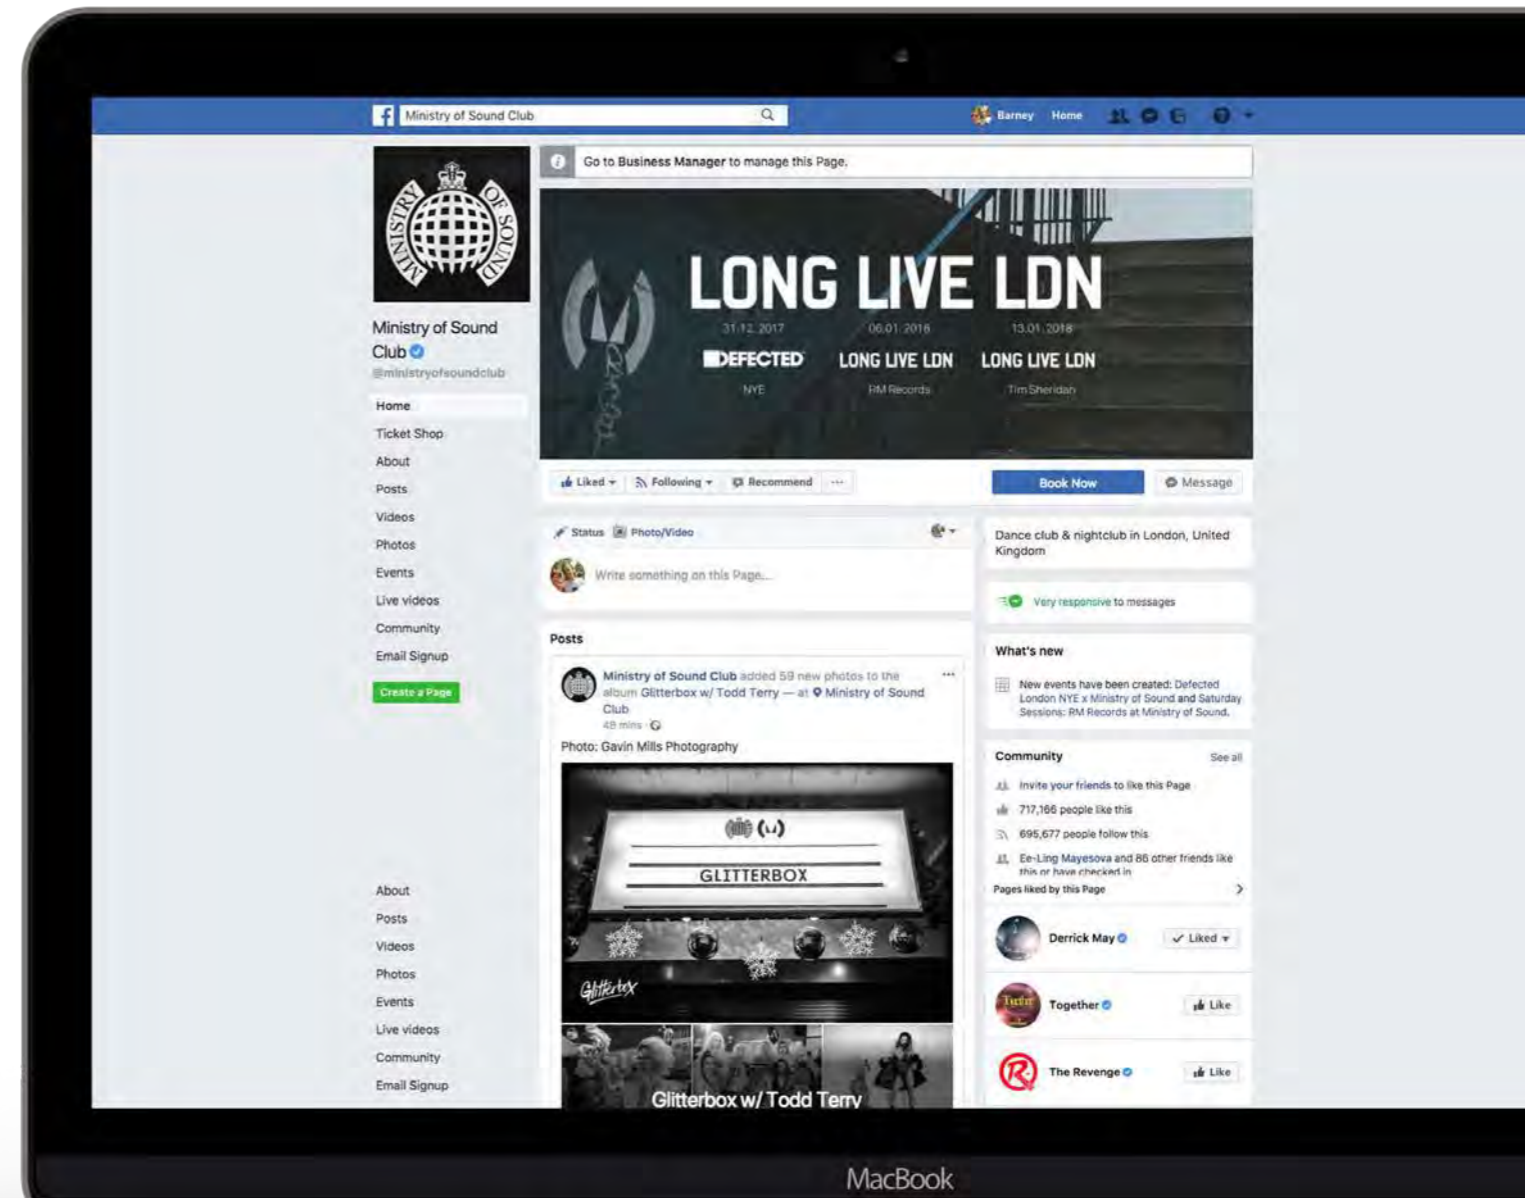 Ministry of Sound Club
Barney Home
MINISTRY OF SOUND
Ministry of Sound
Club
@ministryofsoundclub
Home
Ticket Shop
About
Posts
Videos
Photos
Events
Live videos
Community
Email Signup
Create a Page
About
Posts
Videos
Photos
Events
Live videos
Community
Email Signup
Go to Business Manager to manage this Page.
LONG LIVE LDN
31.12.2017 06.01.2018 13.01.2018
DEFECTED LONG LIVE LDN LONG LIVE LDN
NYE RM Records Tim Sheridan
Liked Following Recommend ...
Book Now Message
Status Photo/Video
Write something on this Page...
Posts
Ministry of Sound Club added 59 new photos to the
album Glitterbox w/ Todd Terry — at Ministry of Sound
Club
48 mins ·
Photo: Gavin Mills Photography
GLITTERBOX
Glitterbox
Glitterbox w/ Todd Terry
Dance club & nightclub in London, United
Kingdom
Very responsive to messages
What's new
New events have been created: Defected
London NYE x Ministry of Sound and Saturday
Sessions: RM Records at Ministry of Sound.
Community See all
Invite your friends to like this Page
717,166 people like this
695,677 people follow this
Ee-Ling Mayesova and 86 other friends like
this or have checked in
Pages liked by this Page
Derrick May Liked
Together Like
R
The Revenge Like
MacBook